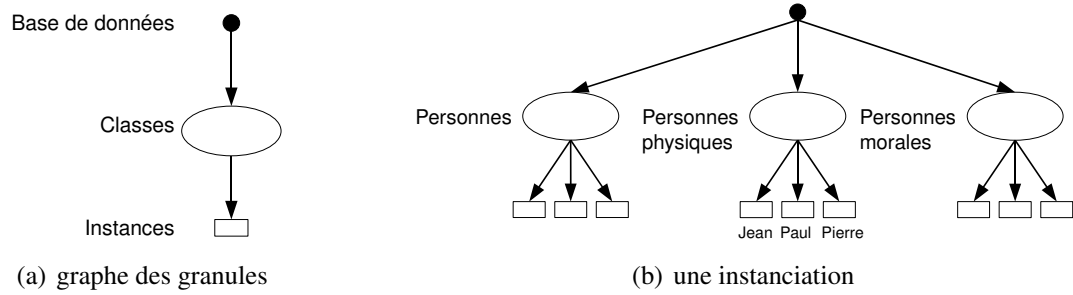 Base de données
Classes
Instances
(a) graphe des granules
Personnes
Personnes
physiques
Personnes
morales
Jean Paul Pierre
(b) une instanciation